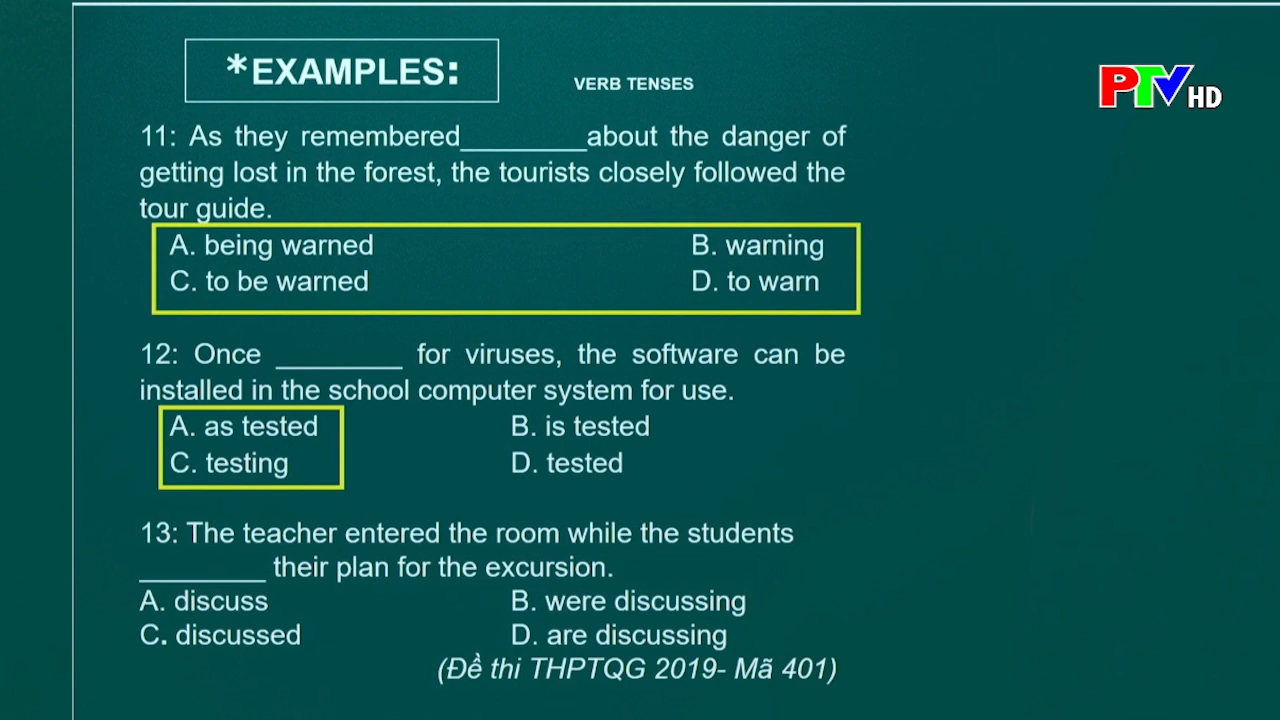 *EXAMPLES:
VERB TENSES
PTV HD
11: As they remembered________about the danger of
getting lost in the forest, the tourists closely followed the
tour guide.
A. being warned B. warning
C. to be warned D. to warn
12: Once ________ for viruses, the software can be
installed in the school computer system for use.
A. as tested B. is tested
C. testing D. tested
13: The teacher entered the room while the students
________ their plan for the excursion.
A. discuss B. were discussing
C. discussed D. are discussing
(Đề thi THPTQG 2019- Mã 401)